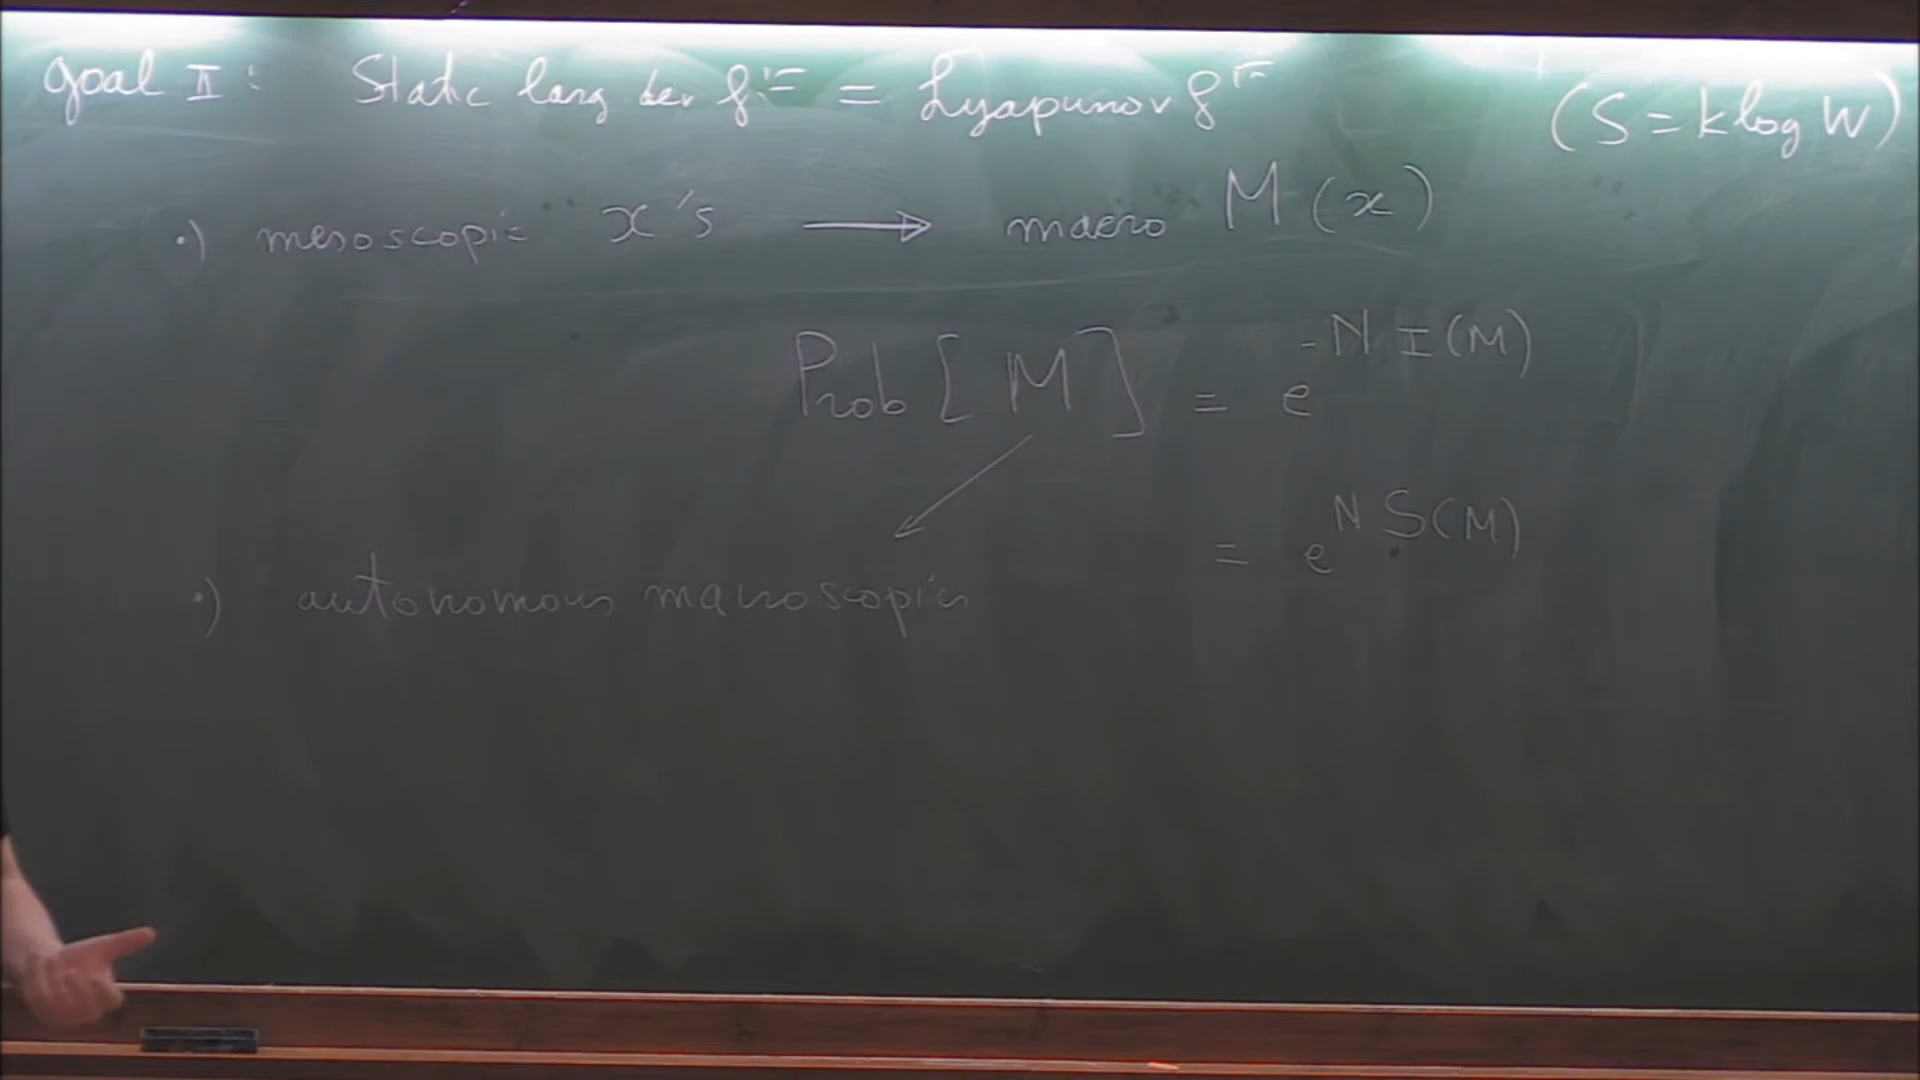 goal II : Static larg dev f^n = Lyapunov f^n (S = k log W)
.) mesoscopic x's ⟶ macro M(x)
Prob [ M ] = e^{-N I(M)}
= e^{N S(M)}
.) autonomous macroscopic